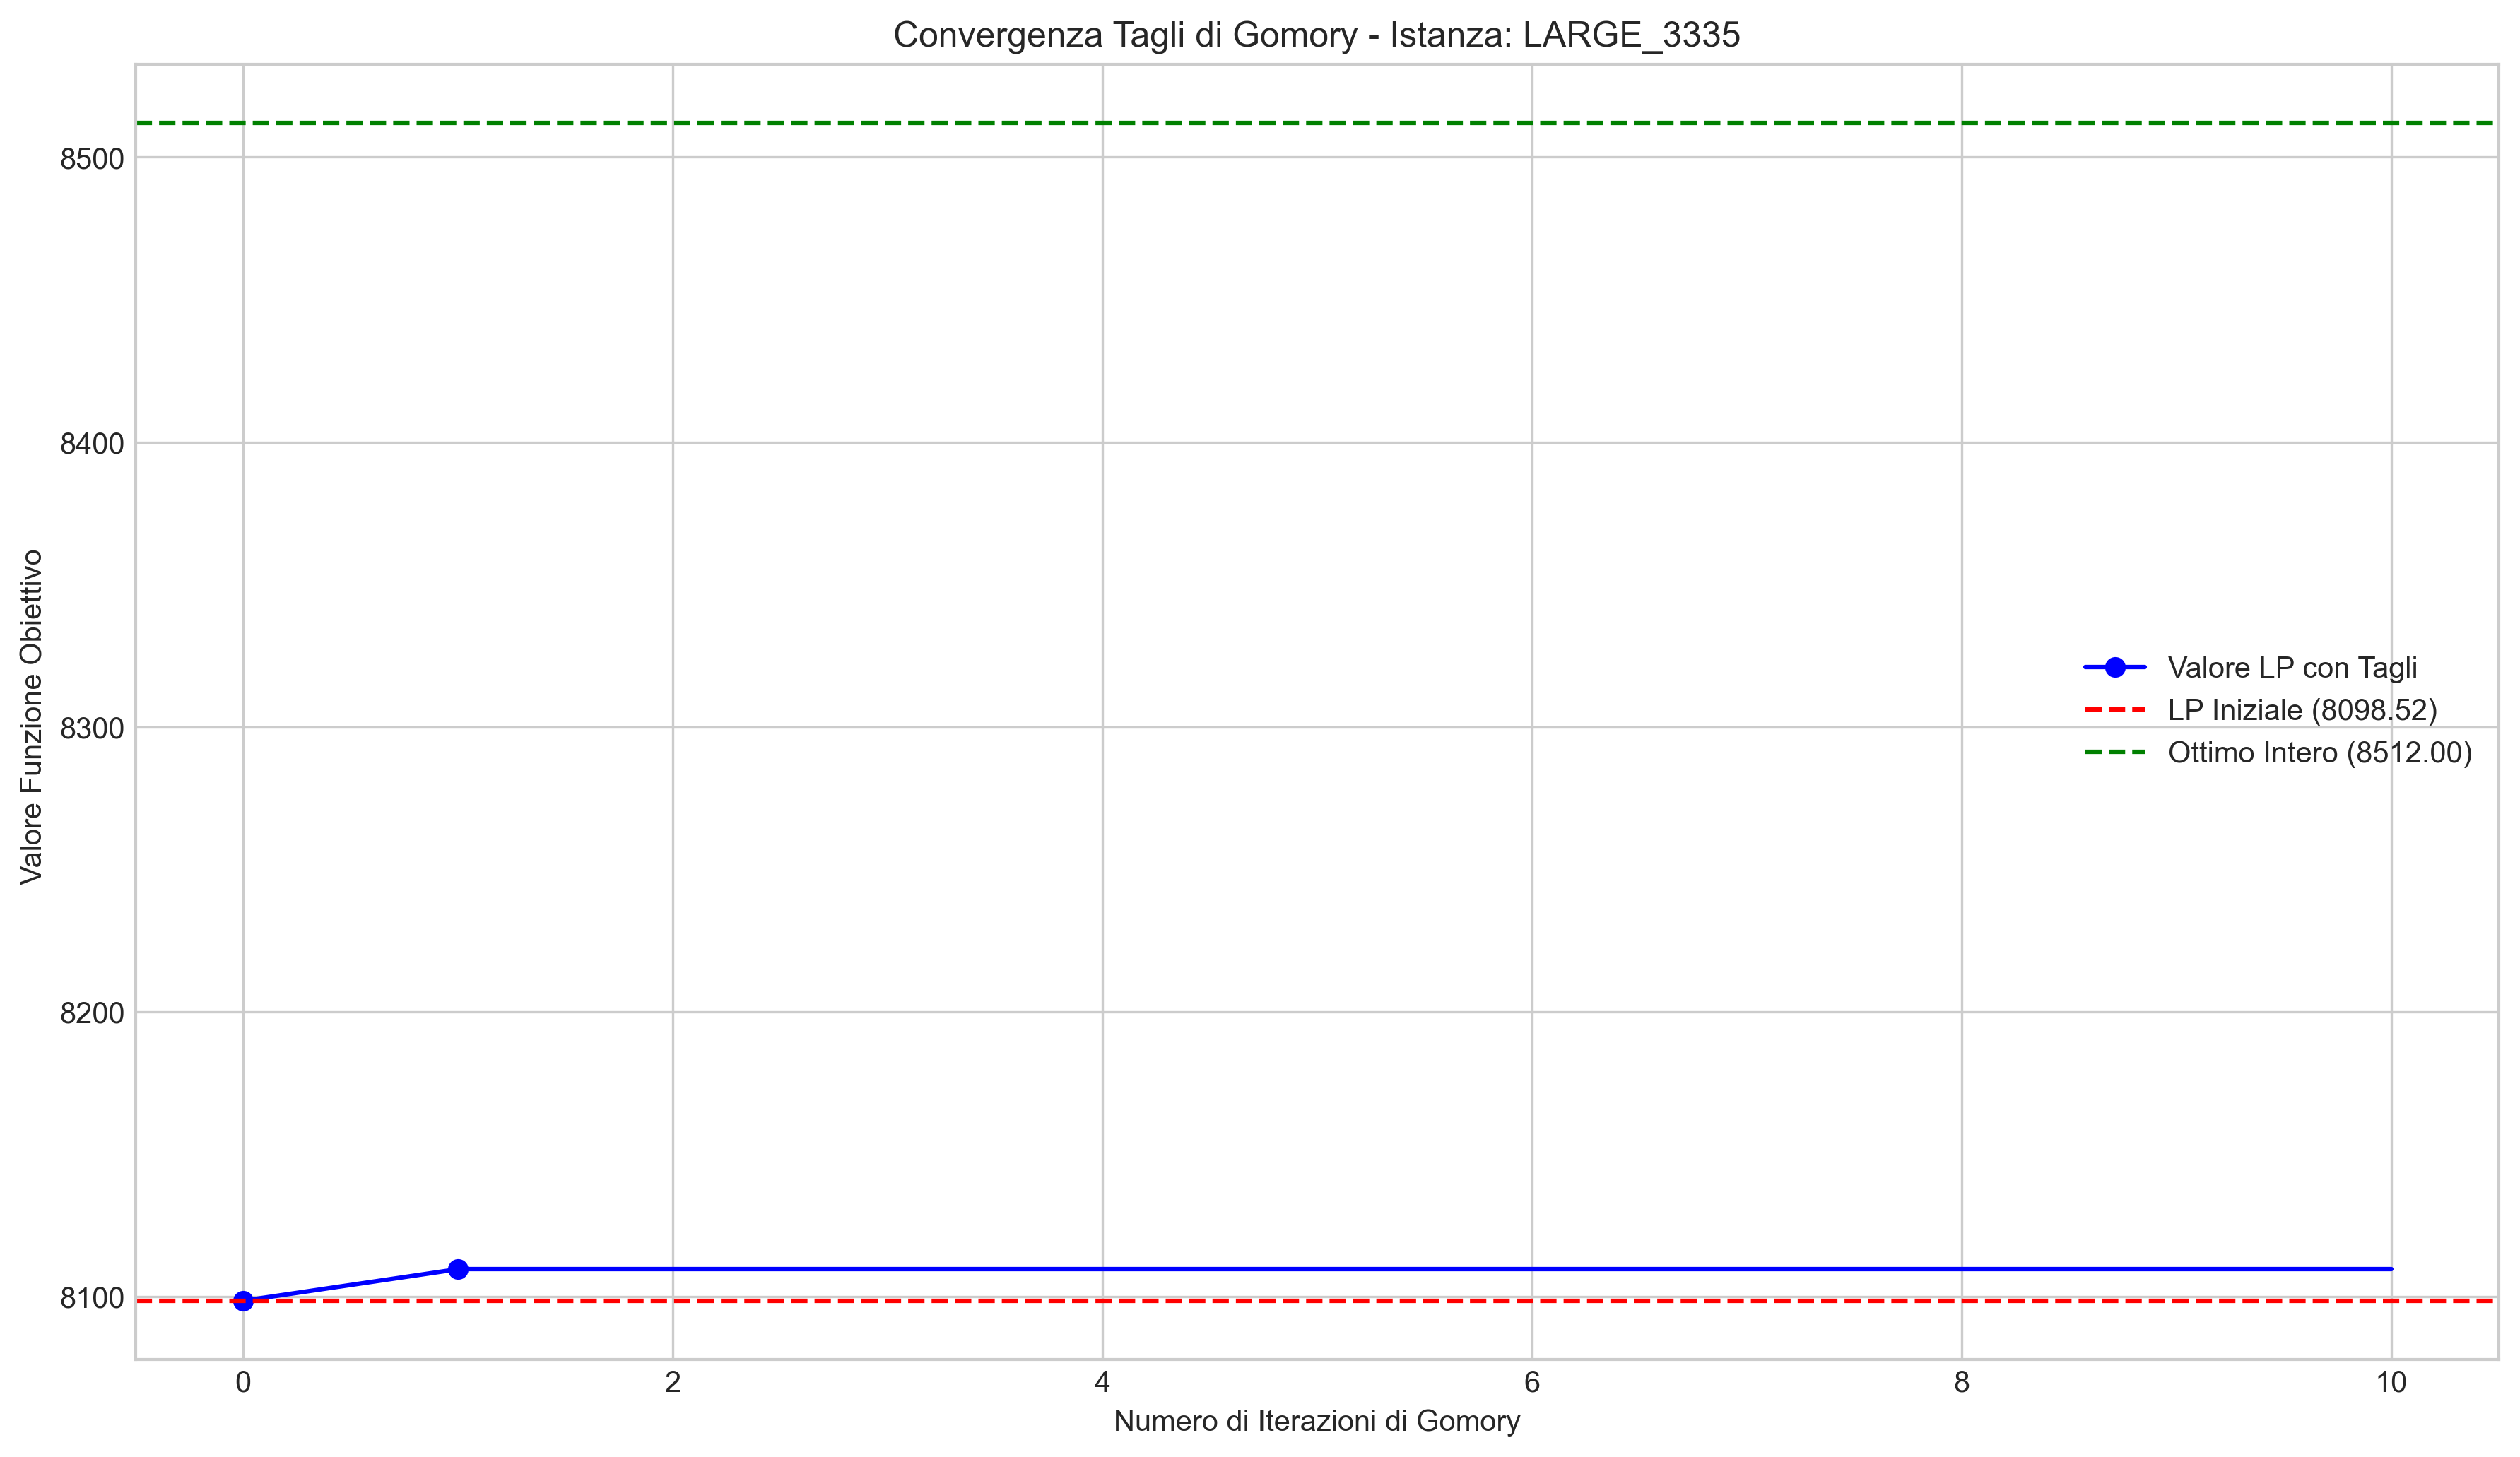 Convergenza Tagli di Gomory - Istanza: LARGE_3335
Valore Funzione Obiettivo
8500
8400
8300
8200
8100
Valore LP con Tagli
LP Iniziale (8098.52)
Ottimo Intero (8512.00)
0 2 4 6 8 10
Numero di Iterazioni di Gomory